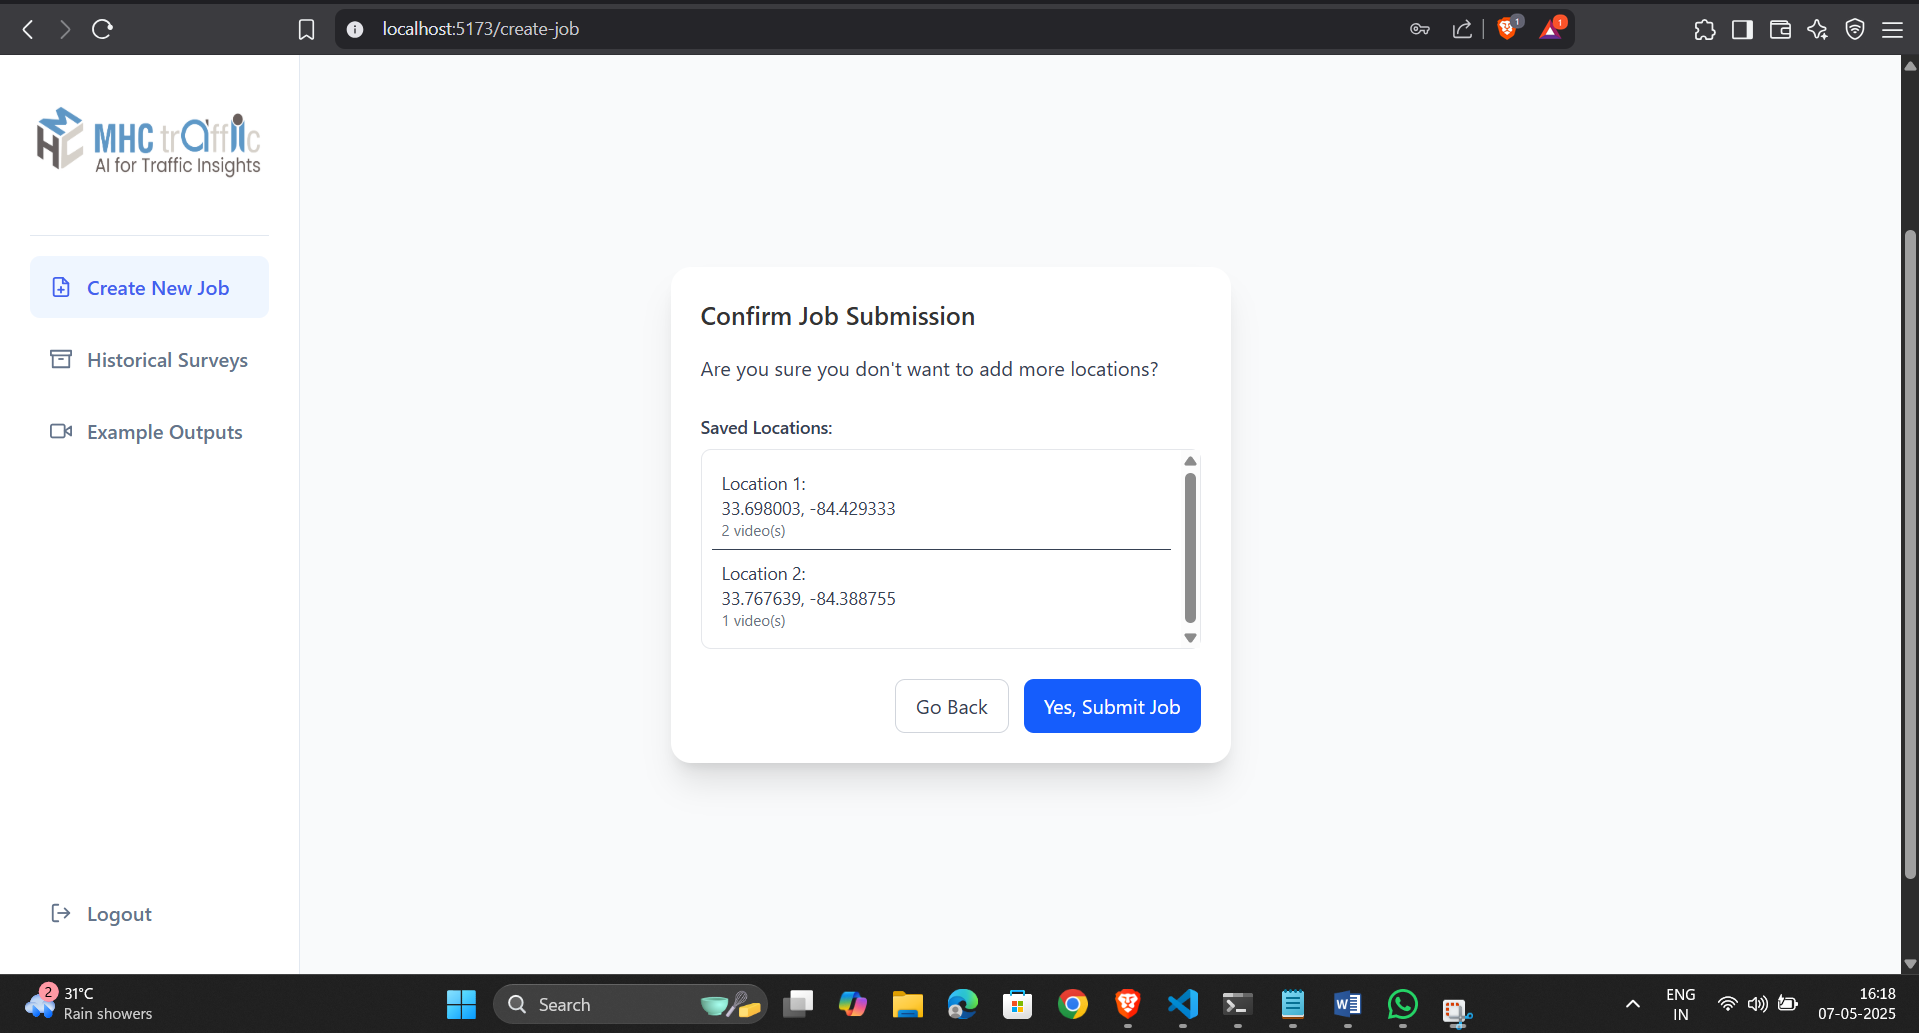 localhost:5173/create-job
1
1
MHC traffic
AI for Traffic Insights
Create New Job
Historical Surveys
Example Outputs
Logout
Confirm Job Submission
Are you sure you don't want to add more locations?
Saved Locations:
Location 1:
33.698003, -84.429333
2 video(s)
Location 2:
33.767639, -84.388755
1 video(s)
Go Back
Yes, Submit Job
2
31°C
Rain showers
Search
ENG
IN
16:18
07-05-2025